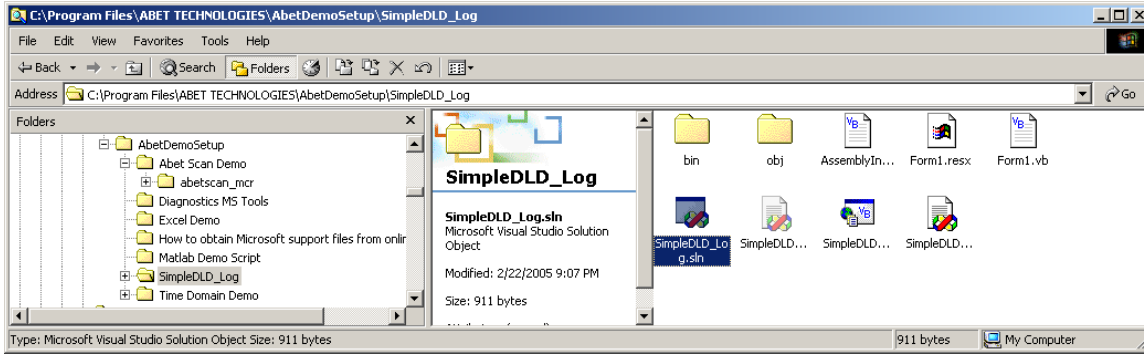 C:\Program Files\ABET TECHNOLOGIES\AbetDemoSetup\SimpleDLD_Log
File Edit View Favorites Tools Help
Back Search Folders
Address C:\Program Files\ABET TECHNOLOGIES\AbetDemoSetup\SimpleDLD_Log Go
Folders
AbetDemoSetup
Abet Scan Demo
abetscan_mcr
Diagnostics MS Tools
Excel Demo
How to obtain Microsoft support files from onlin
Matlab Demo Script
SimpleDLD_Log
Time Domain Demo
SimpleDLD_Log
SimpleDLD_Log.sln
Microsoft Visual Studio Solution
Object
Modified: 2/22/2005 9:07 PM
Size: 911 bytes
bin obj AssemblyIn... Form1.resx Form1.vb
SimpleDLD_Lo
g.sln
SimpleDLD... SimpleDLD... SimpleDLD...
Type: Microsoft Visual Studio Solution Object Size: 911 bytes 911 bytes My Computer